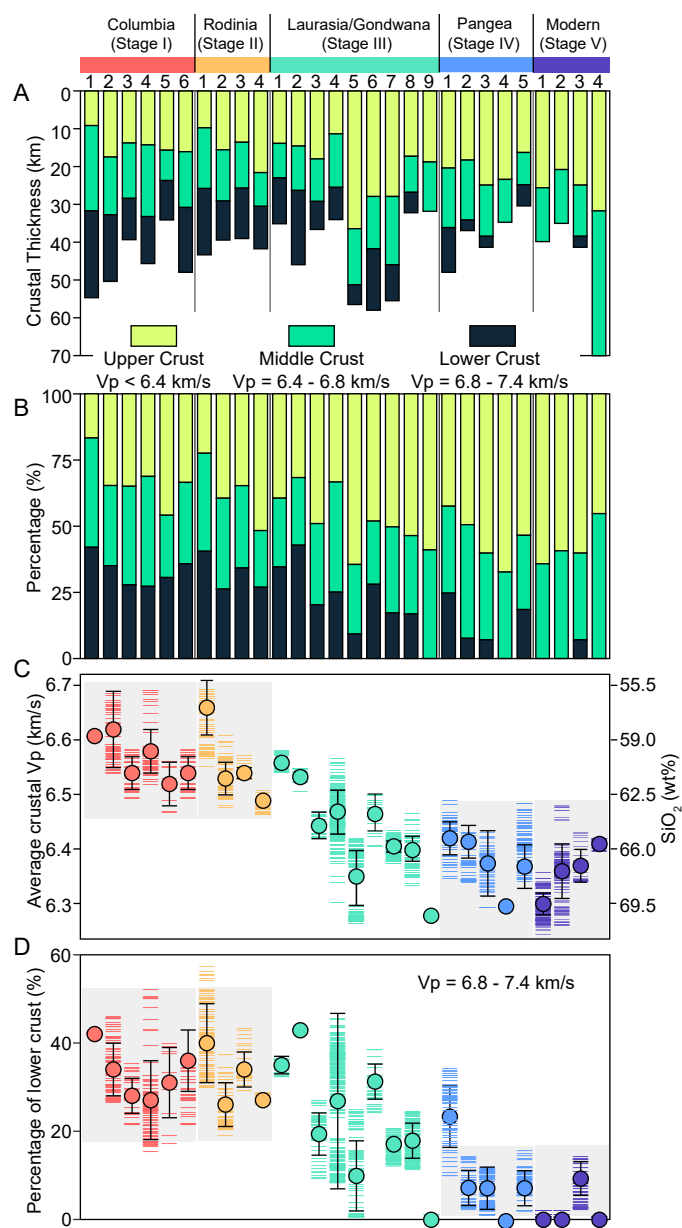 Columbia Rodinia Laurasia/Gondwana Pangea Modern
(Stage I) (Stage II) (Stage III) (Stage IV) (Stage V)
1 2 3 4 5 6 1 2 3 4 1 2 3 4 5 6 7 8 9 1 2 3 4 5 1 2 3 4
A
Crustal Thickness (km)
0
10
20
30
40
50
60
70
Upper Crust Middle Crust Lower Crust
Vp < 6.4 km/s Vp = 6.4 - 6.8 km/s Vp = 6.8 - 7.4 km/s
B
Percentage (%)
100
75
50
25
0
C
Average crustal Vp (km/s)
6.7
6.6
6.5
6.4
6.3
SiO₂ (wt%)
55.5
59.0
62.5
66.0
69.5
D
Percentage of lower crust (%)
60
40
20
0
Vp = 6.8 - 7.4 km/s